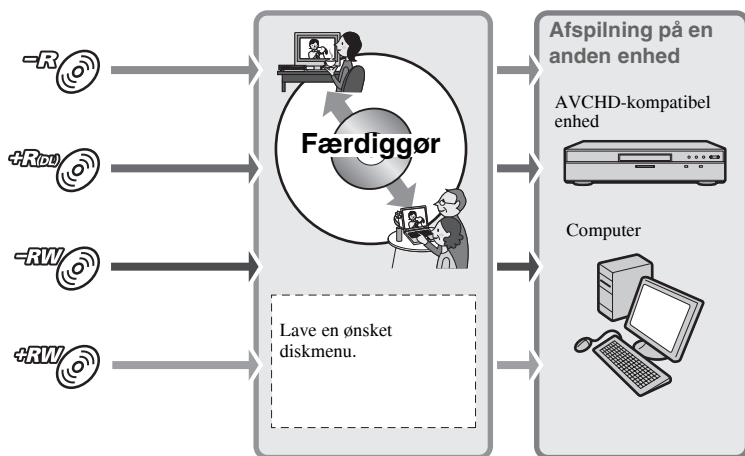 -R
+R(DL)
-RW
+RW
Færdiggør
Lave en ønsket
diskmenu.
Afspilning på en
anden enhed
AVCHD-kompatibel
enhed
Computer